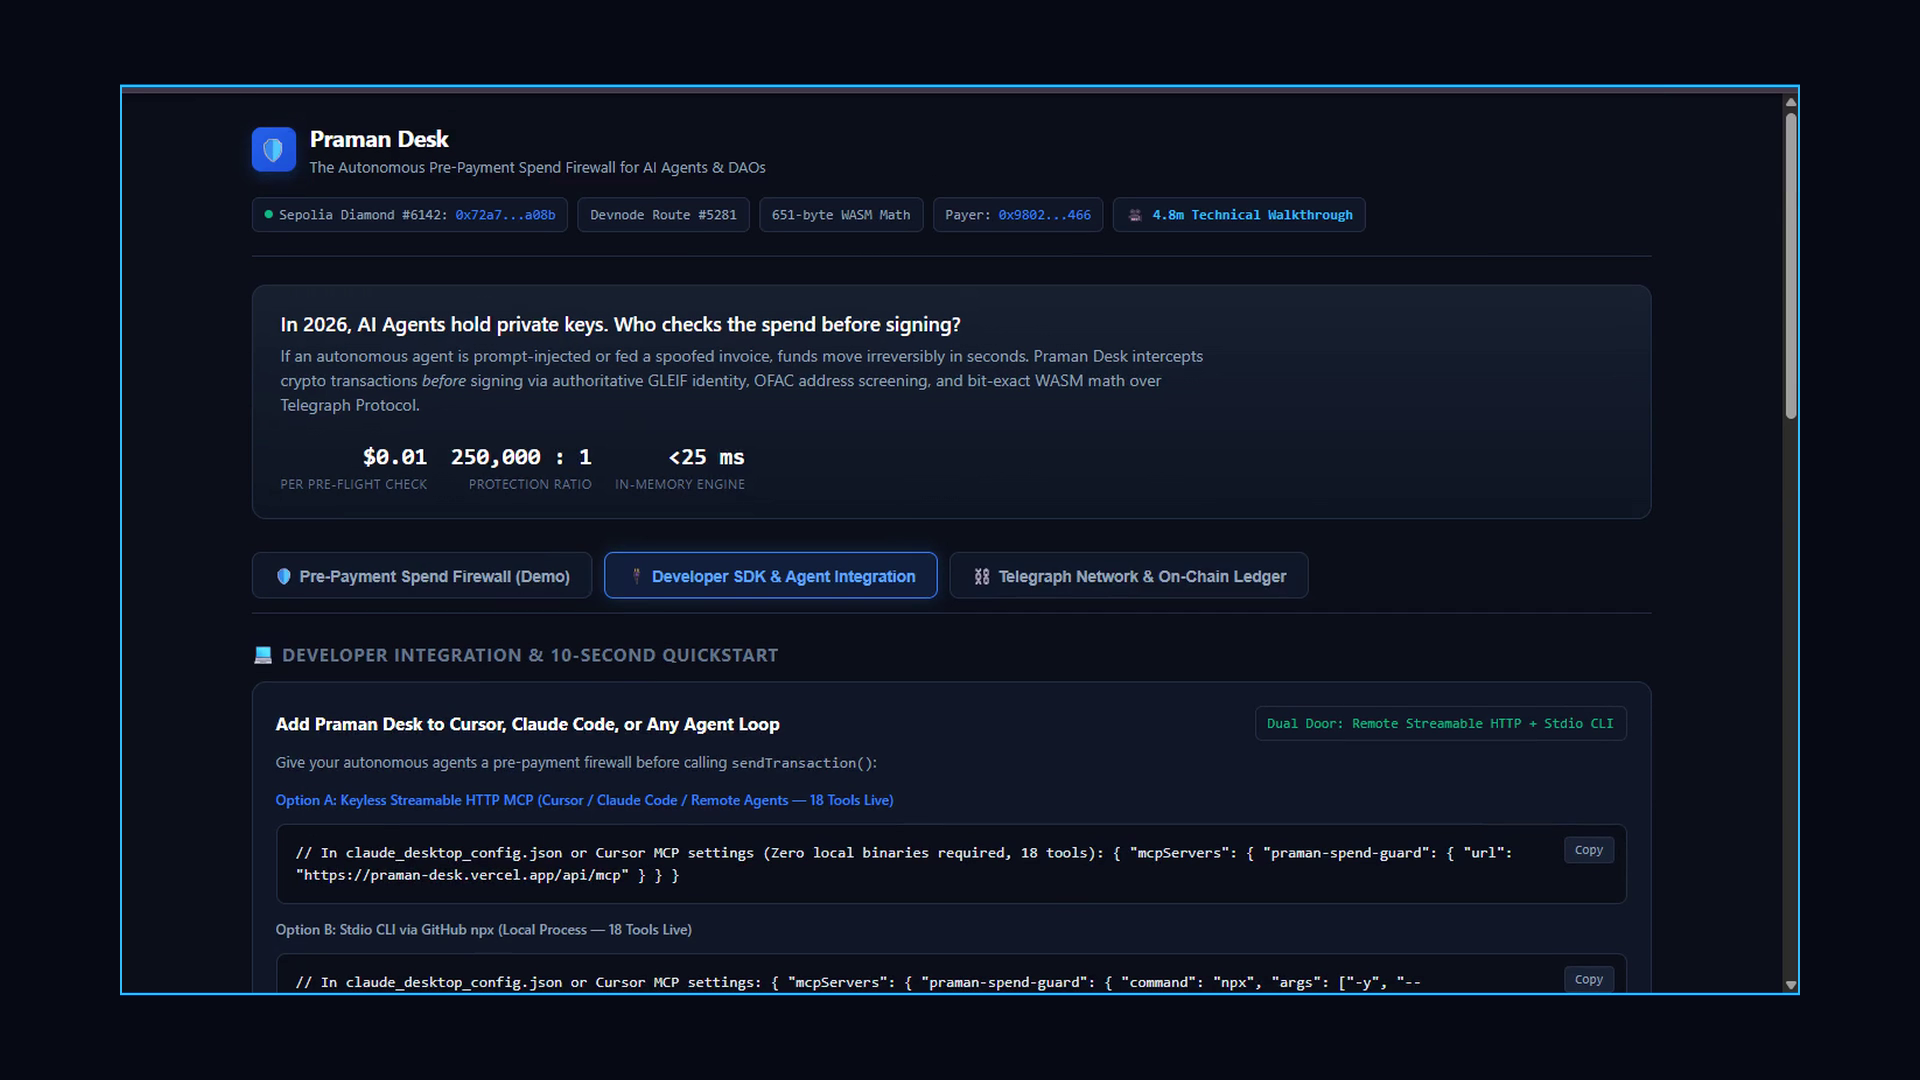 Praman Desk
The Autonomous Pre-Payment Spend Firewall for AI Agents & DAOs
Sepolia Diamond #6142: 0x72a7...a08b
Devnode Route #5281
651-byte WASM Math
Payer: 0x9802...466
4.8m Technical Walkthrough
In 2026, AI Agents hold private keys. Who checks the spend before signing?
If an autonomous agent is prompt-injected or fed a spoofed invoice, funds move irreversibly in seconds. Praman Desk intercepts
crypto transactions before signing via authoritative GLEIF identity, OFAC address screening, and bit-exact WASM math over
Telegraph Protocol.
$0.01
PER PRE-FLIGHT CHECK
250,000 : 1
PROTECTION RATIO
<25 ms
IN-MEMORY ENGINE
Pre-Payment Spend Firewall (Demo)
Developer SDK & Agent Integration
Telegraph Network & On-Chain Ledger
DEVELOPER INTEGRATION & 10-SECOND QUICKSTART
Add Praman Desk to Cursor, Claude Code, or Any Agent Loop
Dual Door: Remote Streamable HTTP + Stdio CLI
Give your autonomous agents a pre-payment firewall before calling sendTransaction():
Option A: Keyless Streamable HTTP MCP (Cursor / Claude Code / Remote Agents — 18 Tools Live)
// In claude_desktop_config.json or Cursor MCP settings (Zero local binaries required, 18 tools): { "mcpServers": { "praman-spend-guard": { "url":
"https://praman-desk.vercel.app/api/mcp" } } }
Copy
Option B: Stdio CLI via GitHub npx (Local Process — 18 Tools Live)
// In claude_desktop_config.json or Cursor MCP settings: { "mcpServers": { "praman-spend-guard": { "command": "npx", "args": ["-y", "--
Copy